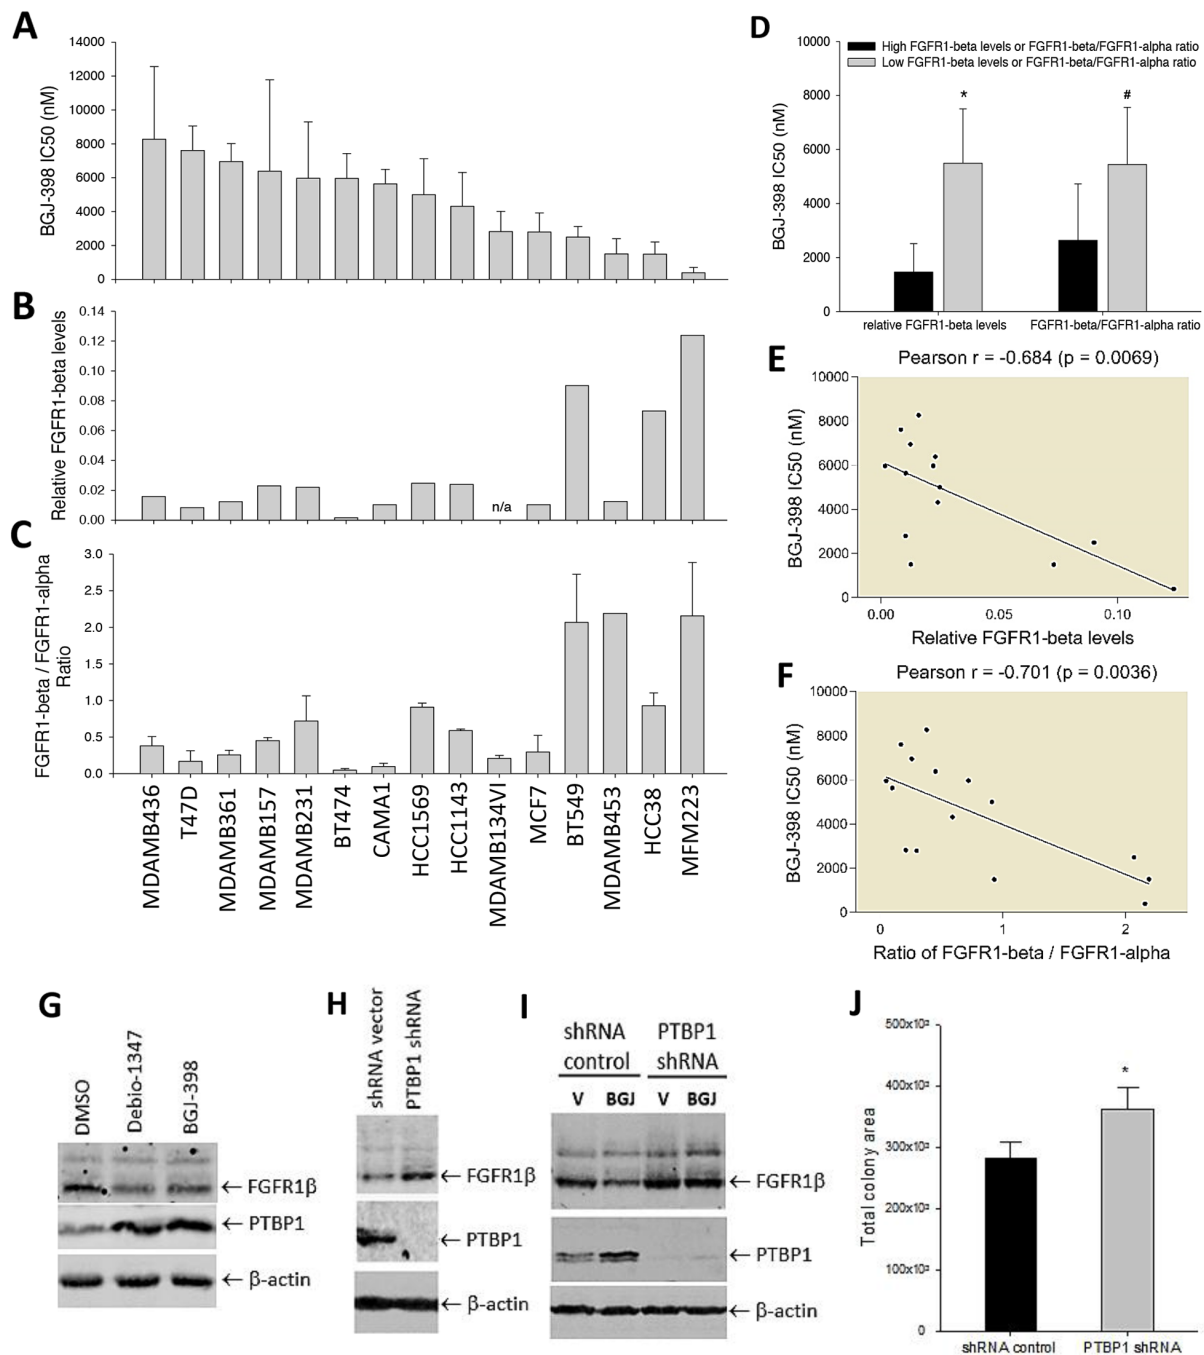 A
14000
12000
10000
8000
6000
4000
2000
0
BGJ-398 IC50 (nM)
B
0.14
0.12
0.10
0.08
0.06
0.04
0.02
0.00
Relative FGFR1-beta levels
n/a
C
3.0
2.5
2.0
1.5
1.0
0.5
0.0
FGFR1-beta / FGFR1-alpha
Ratio
MDAMB436
T47D
MDAMB361
MDAMB157
MDAMB231
BT474
CAMA1
HCC1569
HCC1143
MDAMB134VI
MCF7
BT549
MDAMB453
HCC38
MFM223
D
High FGFR1-beta levels or FGFR1-beta/FGFR1-alpha ratio
Low FGFR1-beta levels or FGFR1-beta/FGFR1-alpha ratio
10000
8000
6000
4000
2000
0
BGJ-398 IC50 (nM)
*
#
relative FGFR1-beta levels
FGFR1-beta/FGFR1-alpha ratio
E
Pearson r = -0.684 (p = 0.0069)
10000
8000
6000
4000
2000
0
BGJ-398 IC50 (nM)
0.00
0.05
0.10
Relative FGFR1-beta levels
F
Pearson r = -0.701 (p = 0.0036)
10000
8000
6000
4000
2000
0
BGJ-398 IC50 (nM)
0
1
2
Ratio of FGFR1-beta / FGFR1-alpha
G
DMSO
Debio-1347
BGJ-398
← FGFR1β
← PTBP1
← β-actin
H
shRNA vector
PTBP1 shRNA
← FGFR1β
← PTBP1
← β-actin
I
shRNA control
PTBP1 shRNA
V BGJ V BGJ
← FGFR1β
← PTBP1
← β-actin
J
500x10²
400x10²
300x10²
200x10²
100x10²
0
Total colony area
*
shRNA control
PTBP1 shRNA